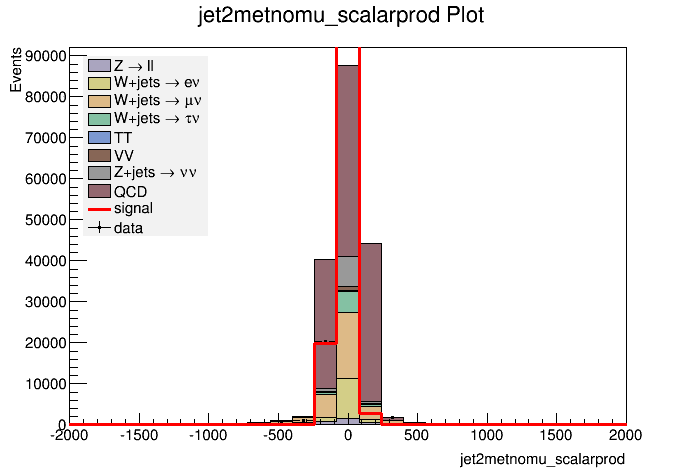 jet2metnomu_scalarprod Plot
Events
90000
80000
70000
60000
50000
40000
30000
20000
10000
0
Z → ll
W+jets → eν
W+jets → μν
W+jets → τν
TT
VV
Z+jets → νν
QCD
signal
data
-2000 -1500 -1000 -500 0 500 1000 1500 2000
jet2metnomu_scalarprod